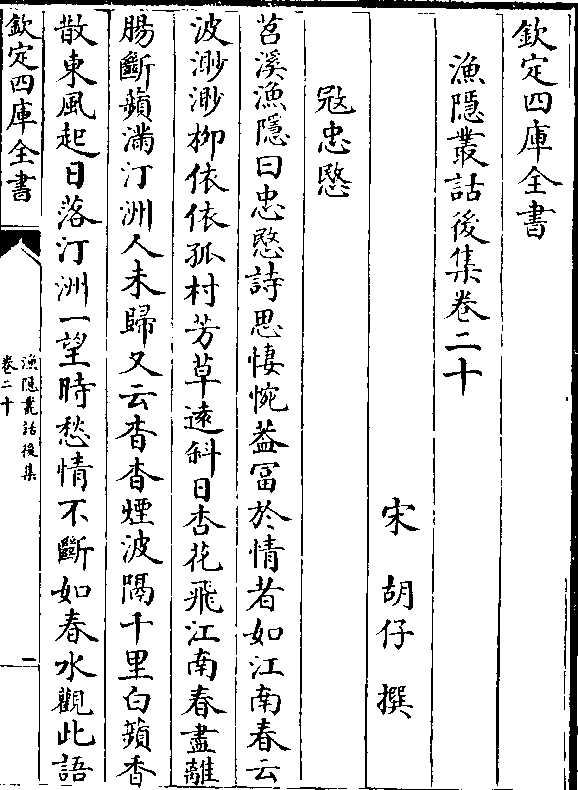 欽定四庫全書
漁隱叢話後集卷二十
宋　胡仔　撰
寇忠愍
苕溪漁隱曰忠愍詩思悽惋葢冨於情者如江南春云
波渺渺柳依依孤村芳草遠斜日杏花飛江南春盡離
腸斷蘋滿汀洲人未歸又云杳杳煙波隔千里白蘋香
散東風起日落汀洲一望時愁情不斷如春水觀此語
欽定四庫全書
漁隱叢話後集
卷二十
一